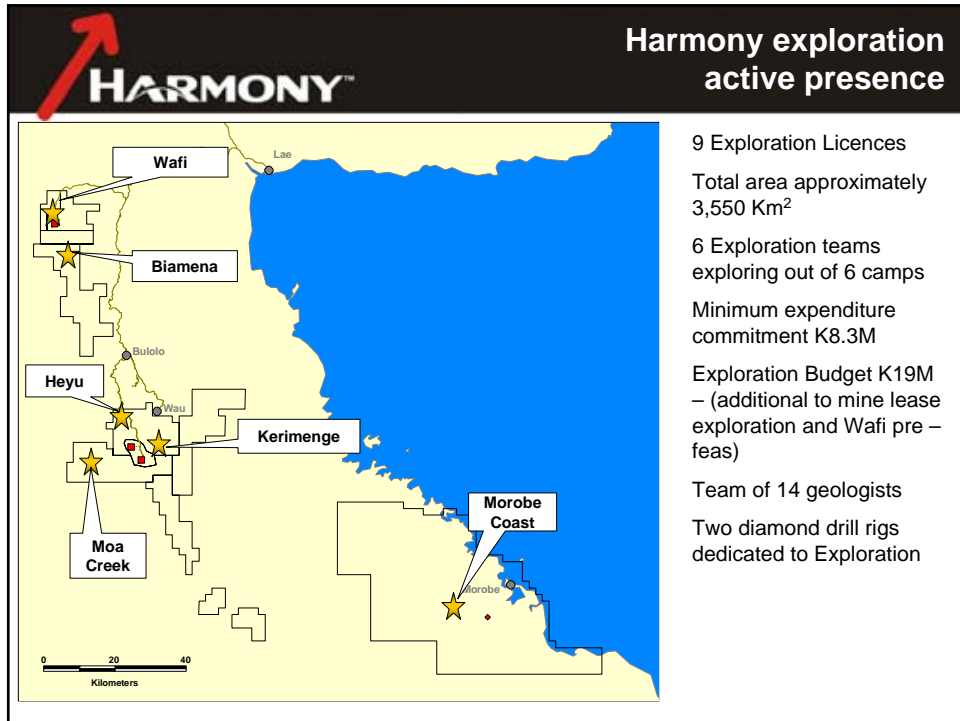 HARMONY™
Harmony exploration
active presence
Wafi
Lae
Biamena
Bulolo
Heyu
Wau
Kerimenge
Moa
Creek
Morobe
Coast
Morobe
0 20 40
Kilometers
9 Exploration Licences
Total area approximately
3,550 Km²
6 Exploration teams
exploring out of 6 camps
Minimum expenditure
commitment K8.3M
Exploration Budget K19M
– (additional to mine lease
exploration and Wafi pre –
feas)
Team of 14 geologists
Two diamond drill rigs
dedicated to Exploration